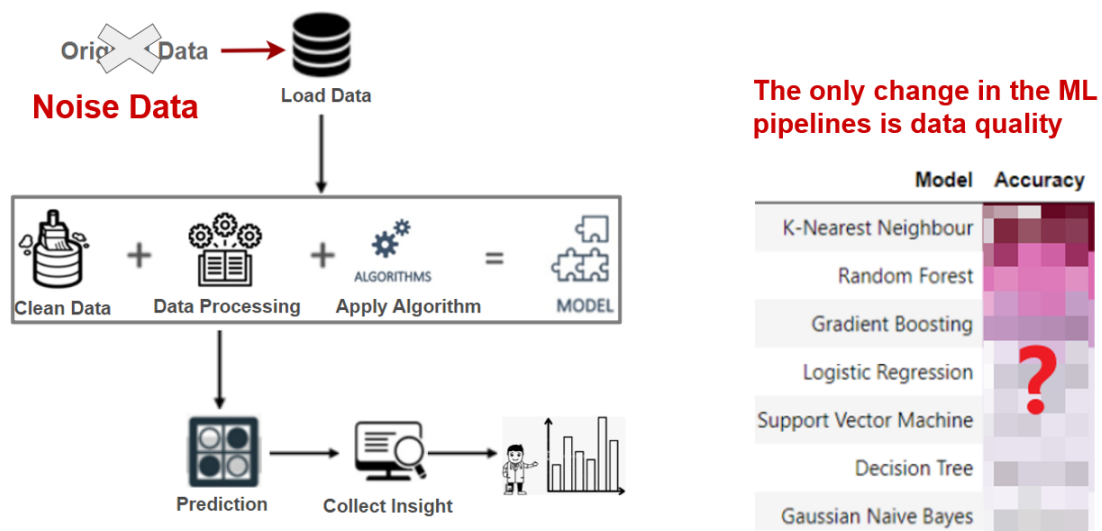 Data
Noise Data
Load Data
Clean Data
Data Processing
ALGORITHMS
Apply Algorithm
MODEL
Prediction
Collect Insight
The only change in the ML
pipelines is data quality
Model Accuracy
K-Nearest Neighbour
Random Forest
Gradient Boosting
Logistic Regression
?
Support Vector Machine
Decision Tree
Gaussian Naive Bayes